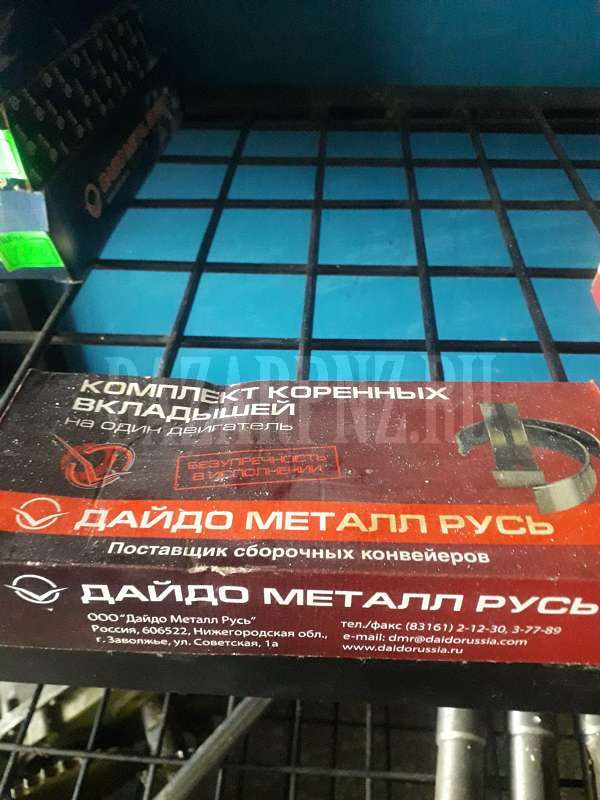 КОМПЛЕКТ КОРЕННЫХ
ВКЛАДЫШЕЙ
на один двигатель
БЕЗУПРЕЧНОСТЬ
В ИСПОЛНЕНИИ
ДАЙДО МЕТАЛЛ РУСЬ
Поставщик сборочных конвейеров
ДАЙДО МЕТАЛЛ РУСЬ
ООО "Дайдо Металл Русь"
Россия, 606522, Нижегородская обл.,
г. Заволжье, ул. Советская, 1а
тел./факс (83161) 2-12-30, 3-77-89
e-mail: dmr@daidorussia.com
www.daidorussia.ru
BAZARPNZ.RU